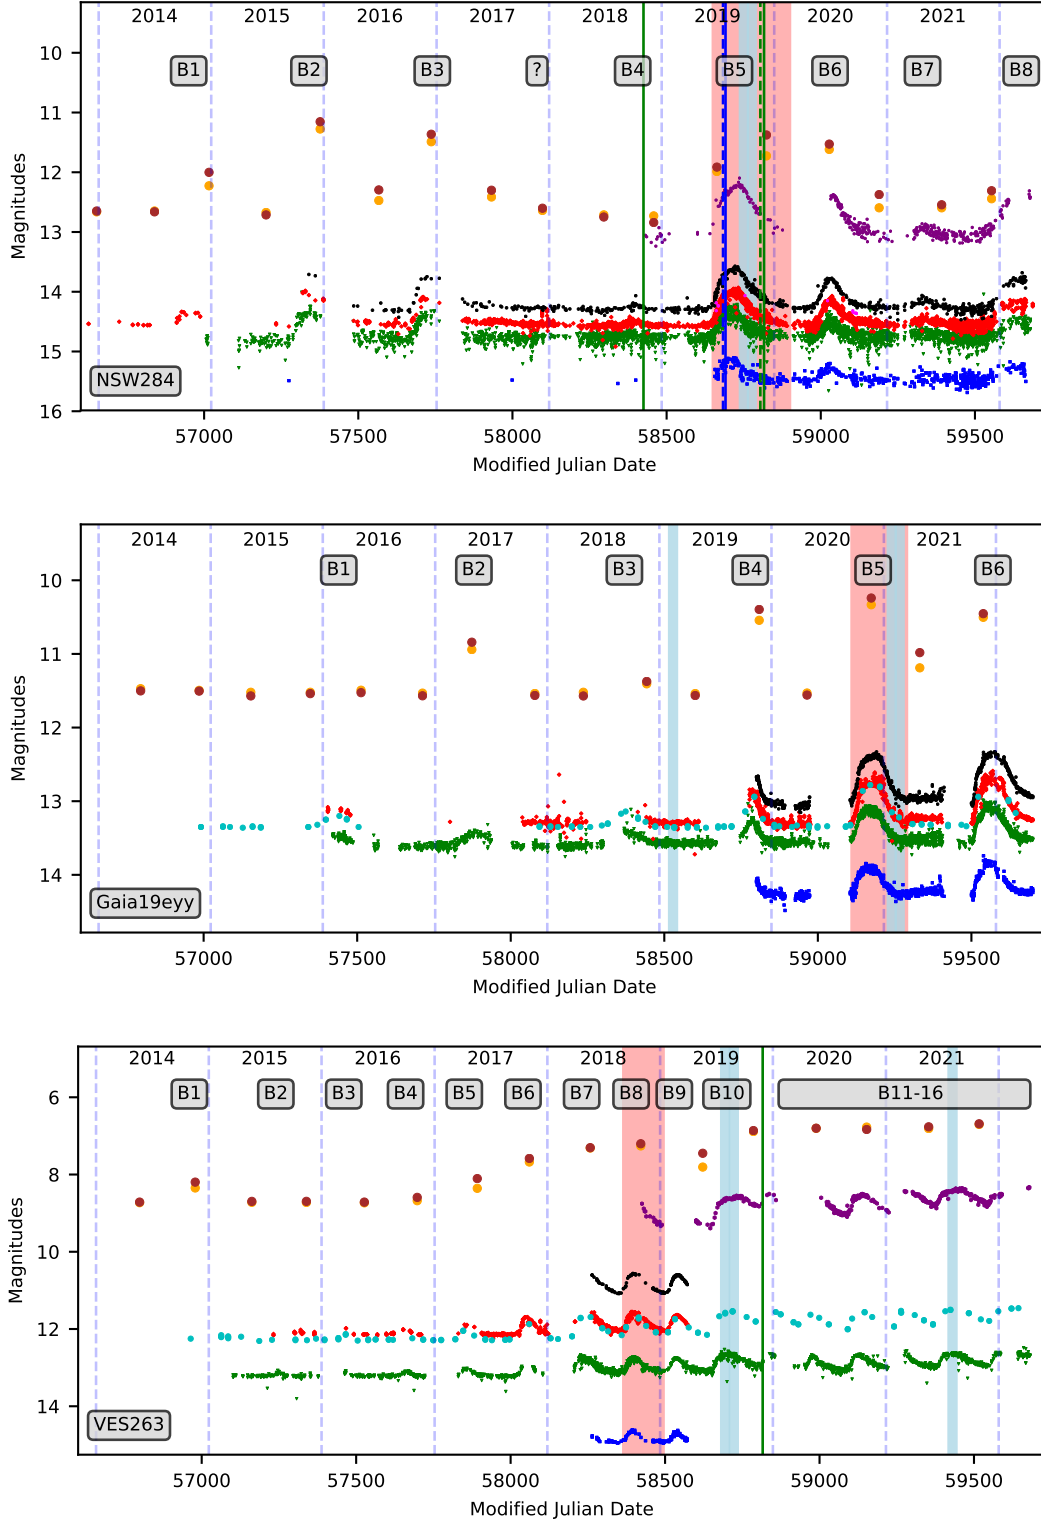 2014 2015 2016 2017 2018 2019 2020 2021
B1 B2 B3 ? B4 B5 B6 B7 B8
10
11
12
13
14
15
16
Magnitudes
NSW284
57000 57500 58000 58500 59000 59500
Modified Julian Date
2014 2015 2016 2017 2018 2019 2020 2021
B1 B2 B3 B4 B5 B6
10
11
12
13
14
Magnitudes
Gaia19eyy
57000 57500 58000 58500 59000 59500
Modified Julian Date
2014 2015 2016 2017 2018 2019 2020 2021
B1 B2 B3 B4 B5 B6 B7 B8 B9 B10 B11-16
6
8
10
12
14
Magnitudes
VES263
57000 57500 58000 58500 59000 59500
Modified Julian Date